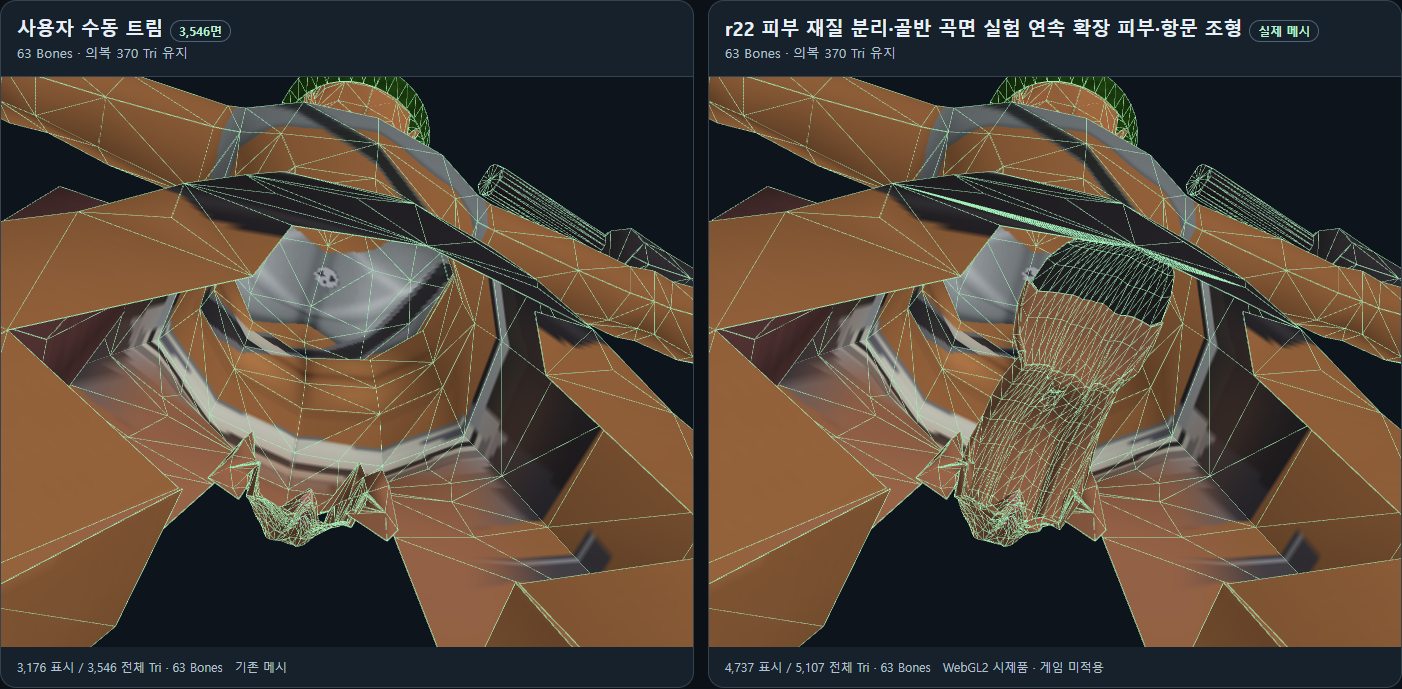 사용자 수동 트림 3,546면
63 Bones · 의복 370 Tri 유지
3,176 표시 / 3,546 전체 Tri · 63 Bones 기존 메시
r22 피부 재질 분리·골반 곡면 실험 연속 확장 피부·항문 조형 실제 메시
63 Bones · 의복 370 Tri 유지
4,737 표시 / 5,107 전체 Tri · 63 Bones WebGL2 시제품 · 게임 미적용